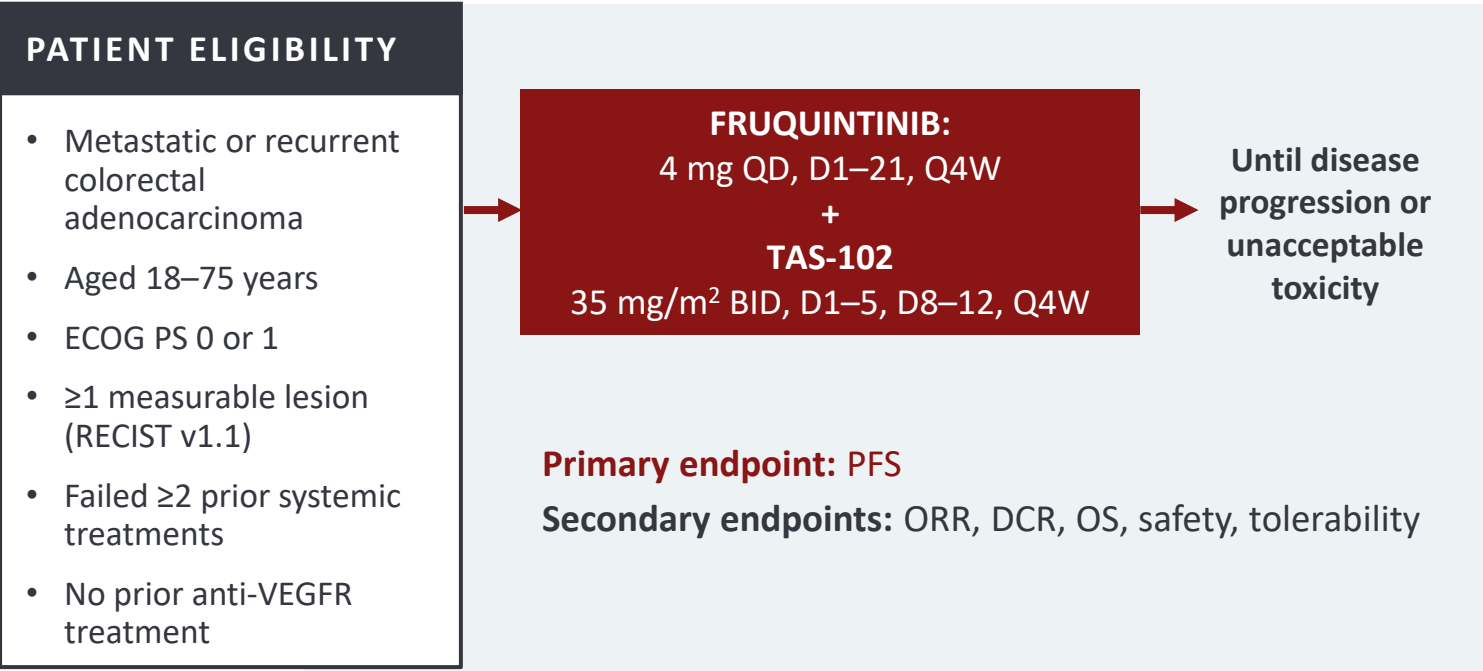 PATIENT ELIGIBILITY
• Metastatic or recurrent
colorectal
adenocarcinoma
• Aged 18–75 years
• ECOG PS 0 or 1
• ≥1 measurable lesion
(RECIST v1.1)
• Failed ≥2 prior systemic
treatments
• No prior anti-VEGFR
treatment
FRUQUINTINIB:
4 mg QD, D1–21, Q4W
+
TAS-102
35 mg/m² BID, D1–5, D8–12, Q4W
Until disease
progression or
unacceptable
toxicity
Primary endpoint: PFS
Secondary endpoints: ORR, DCR, OS, safety, tolerability